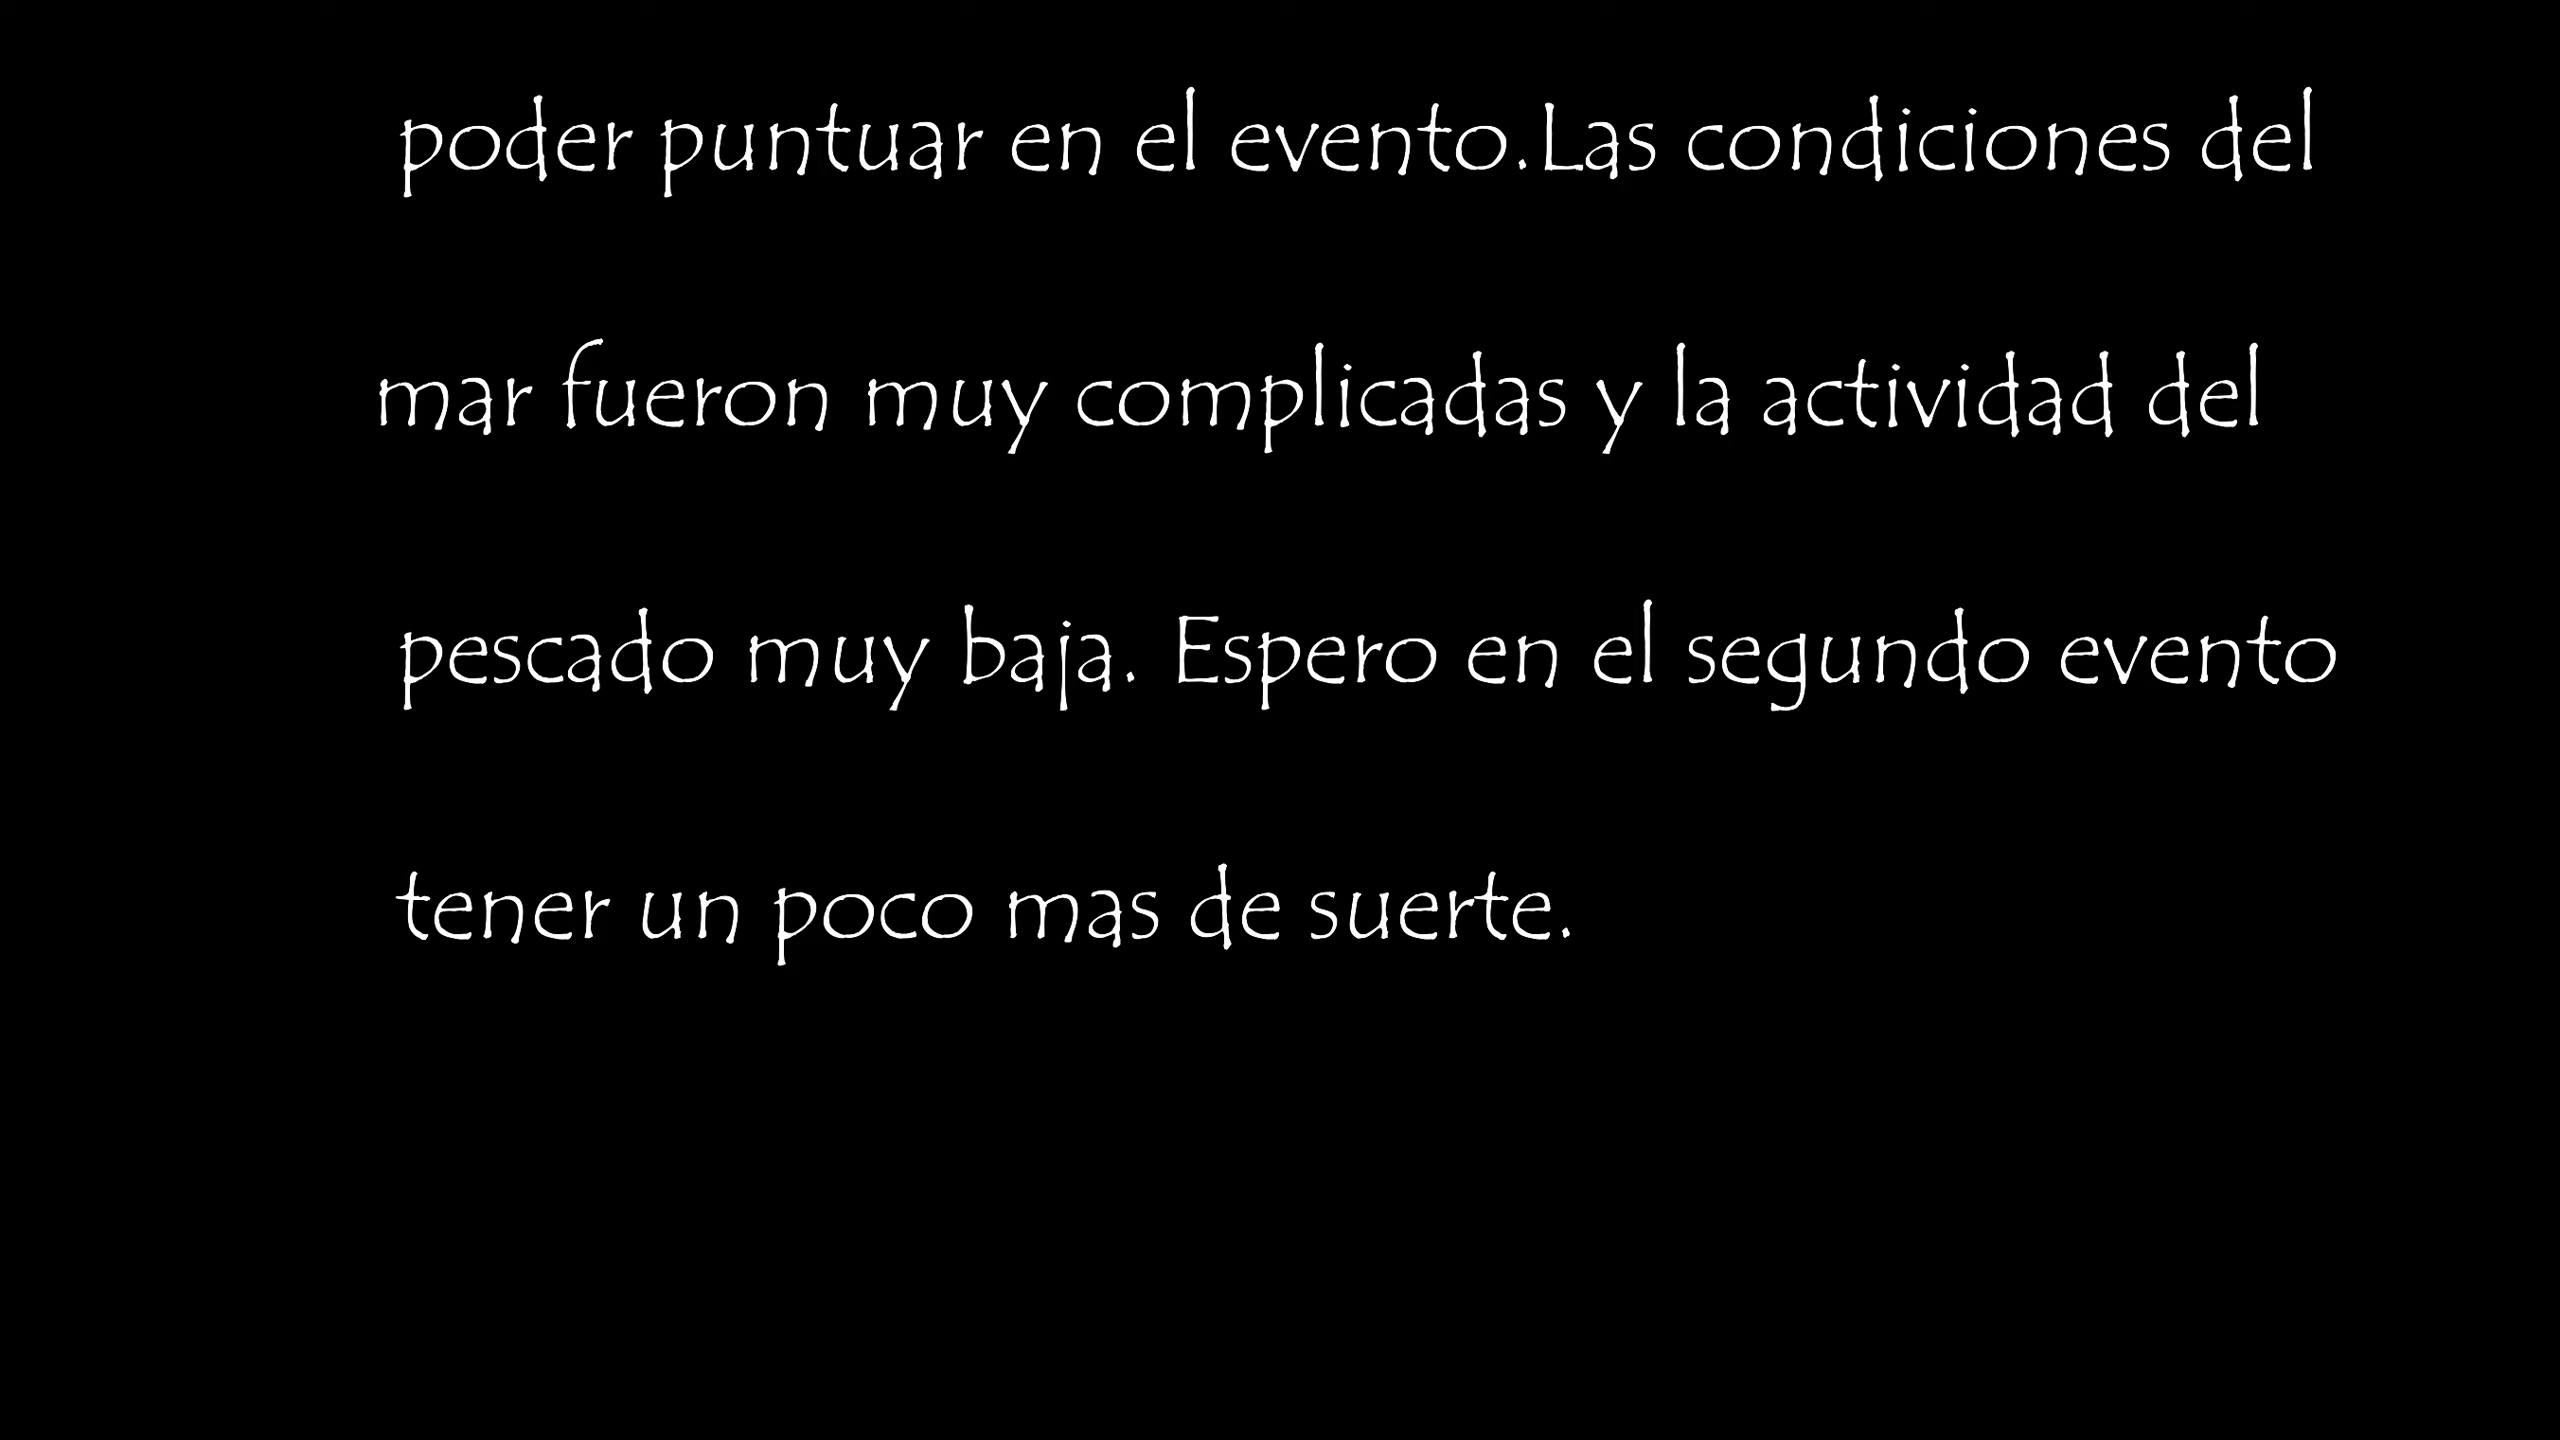 poder puntuar en el evento.Las condiciones del
mar fueron muy complicadas y la actividad del
pescado muy baja. Espero en el segundo evento
tener un poco mas de suerte.